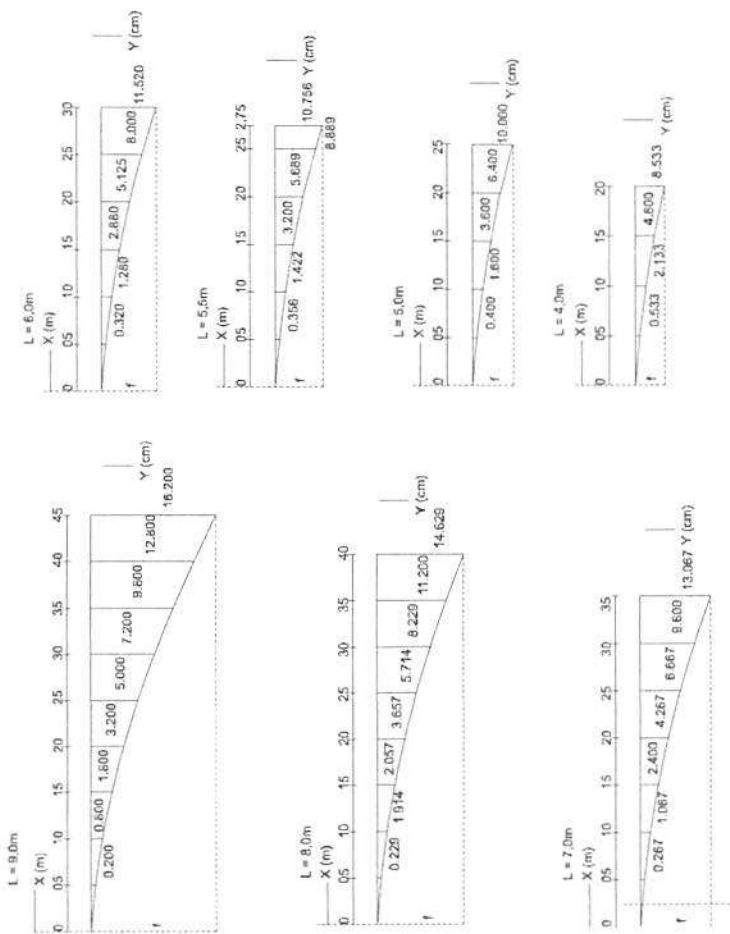 L = 9,0m
X (m)
0 05 10 15 20 25 30 35 40 45
0.200 0.800 1.800 3.200 5.000 7.200 9.800 12.800 16.200 Y (cm)
f
L = 8,0m
X (m)
0 05 10 15 20 25 30 35 40
0.229 1.914 2.057 3.657 5.714 8.229 11.200 14.629 Y (cm)
f
L = 7,0m
X (m)
0 05 10 15 20 25 30 35
0.267 1.067 2.400 4.267 6.667 9.600 13.067 Y (cm)
f
L = 6,0m
X (m)
0 05 10 15 20 25 30
0.320 1.280 2.880 5.125 8.000 11.520 Y (cm)
f
L = 5,5m
X (m)
0 05 10 15 20 25 2,75
0.356 1.422 3.200 5.689 8.889 10.756 Y (cm)
f
L = 5,0m
X (m)
0 05 10 15 20 25
0.400 1.600 3.600 6.400 10.000 Y (cm)
f
L = 4,0m
X (m)
0 05 10 15 20
0.533 2.133 4.800 8.533 Y (cm)
f